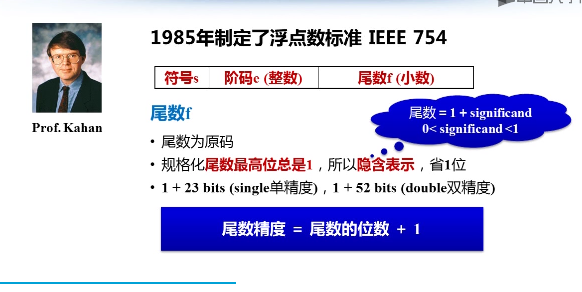 1985年制定了浮点数标准 IEEE 754
符号s 阶码e (整数) 尾数f (小数)
尾数f
尾数 = 1 + significand
0< significand <1
Prof. Kahan
• 尾数为原码
• 规格化尾数最高位总是1,所以隐含表示,省1位
• 1 + 23 bits (single单精度),1 + 52 bits (double双精度)
尾数精度 = 尾数的位数 + 1